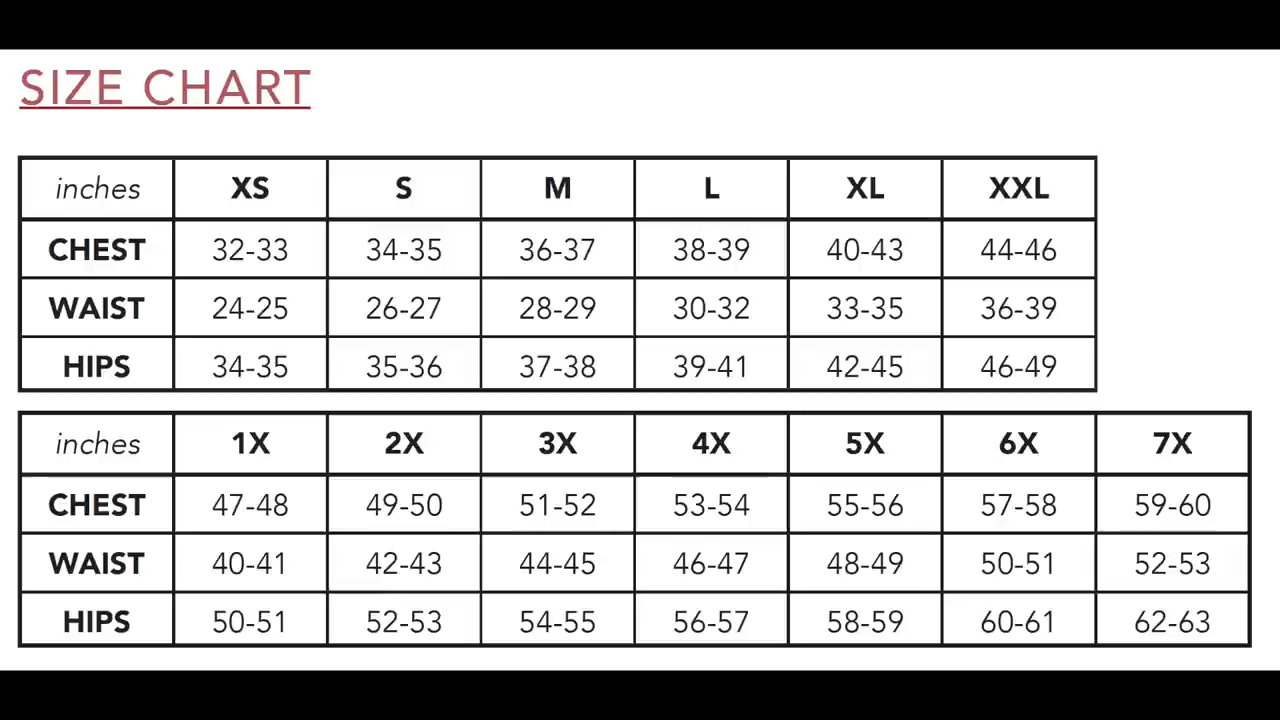 SIZE CHART
inches XS S M L XL XXL
CHEST 32-33 34-35 36-37 38-39 40-43 44-46
WAIST 24-25 26-27 28-29 30-32 33-35 36-39
HIPS 34-35 35-36 37-38 39-41 42-45 46-49
inches 1X 2X 3X 4X 5X 6X 7X
CHEST 47-48 49-50 51-52 53-54 55-56 57-58 59-60
WAIST 40-41 42-43 44-45 46-47 48-49 50-51 52-53
HIPS 50-51 52-53 54-55 56-57 58-59 60-61 62-63